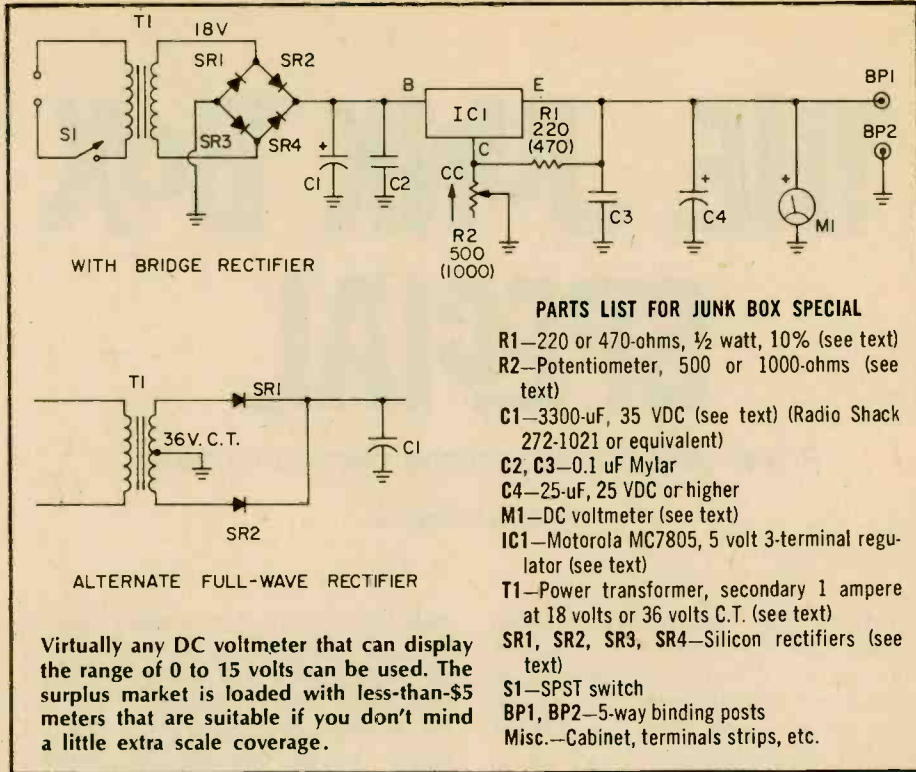 T1
18V
SR1
SR2
SR3
SR4
S1
C1
+
C2
B
IC1
E
C
R1
220
(470)
CC
R2
500
(1000)
C3
+
C4
+
M1
BP1
BP2
WITH BRIDGE RECTIFIER
T1
SR1
36V. C.T.
SR2
+
C1
ALTERNATE FULL-WAVE RECTIFIER
Virtually any DC voltmeter that can display
the range of 0 to 15 volts can be used. The
surplus market is loaded with less-than-$5
meters that are suitable if you don't mind
a little extra scale coverage.
PARTS LIST FOR JUNK BOX SPECIAL
R1—220 or 470-ohms, ½ watt, 10% (see text)
R2—Potentiometer, 500 or 1000-ohms (see
text)
C1—3300-uF, 35 VDC (see text) (Radio Shack
272-1021 or equivalent)
C2, C3—0.1 uF Mylar
C4—25-uF, 25 VDC or higher
M1—DC voltmeter (see text)
IC1—Motorola MC7805, 5 volt 3-terminal regu-
lator (see text)
T1—Power transformer, secondary 1 ampere
at 18 volts or 36 volts C.T. (see text)
SR1, SR2, SR3, SR4—Silicon rectifiers (see
text)
S1—SPST switch
BP1, BP2—5-way binding posts
Misc.—Cabinet, terminals strips, etc.